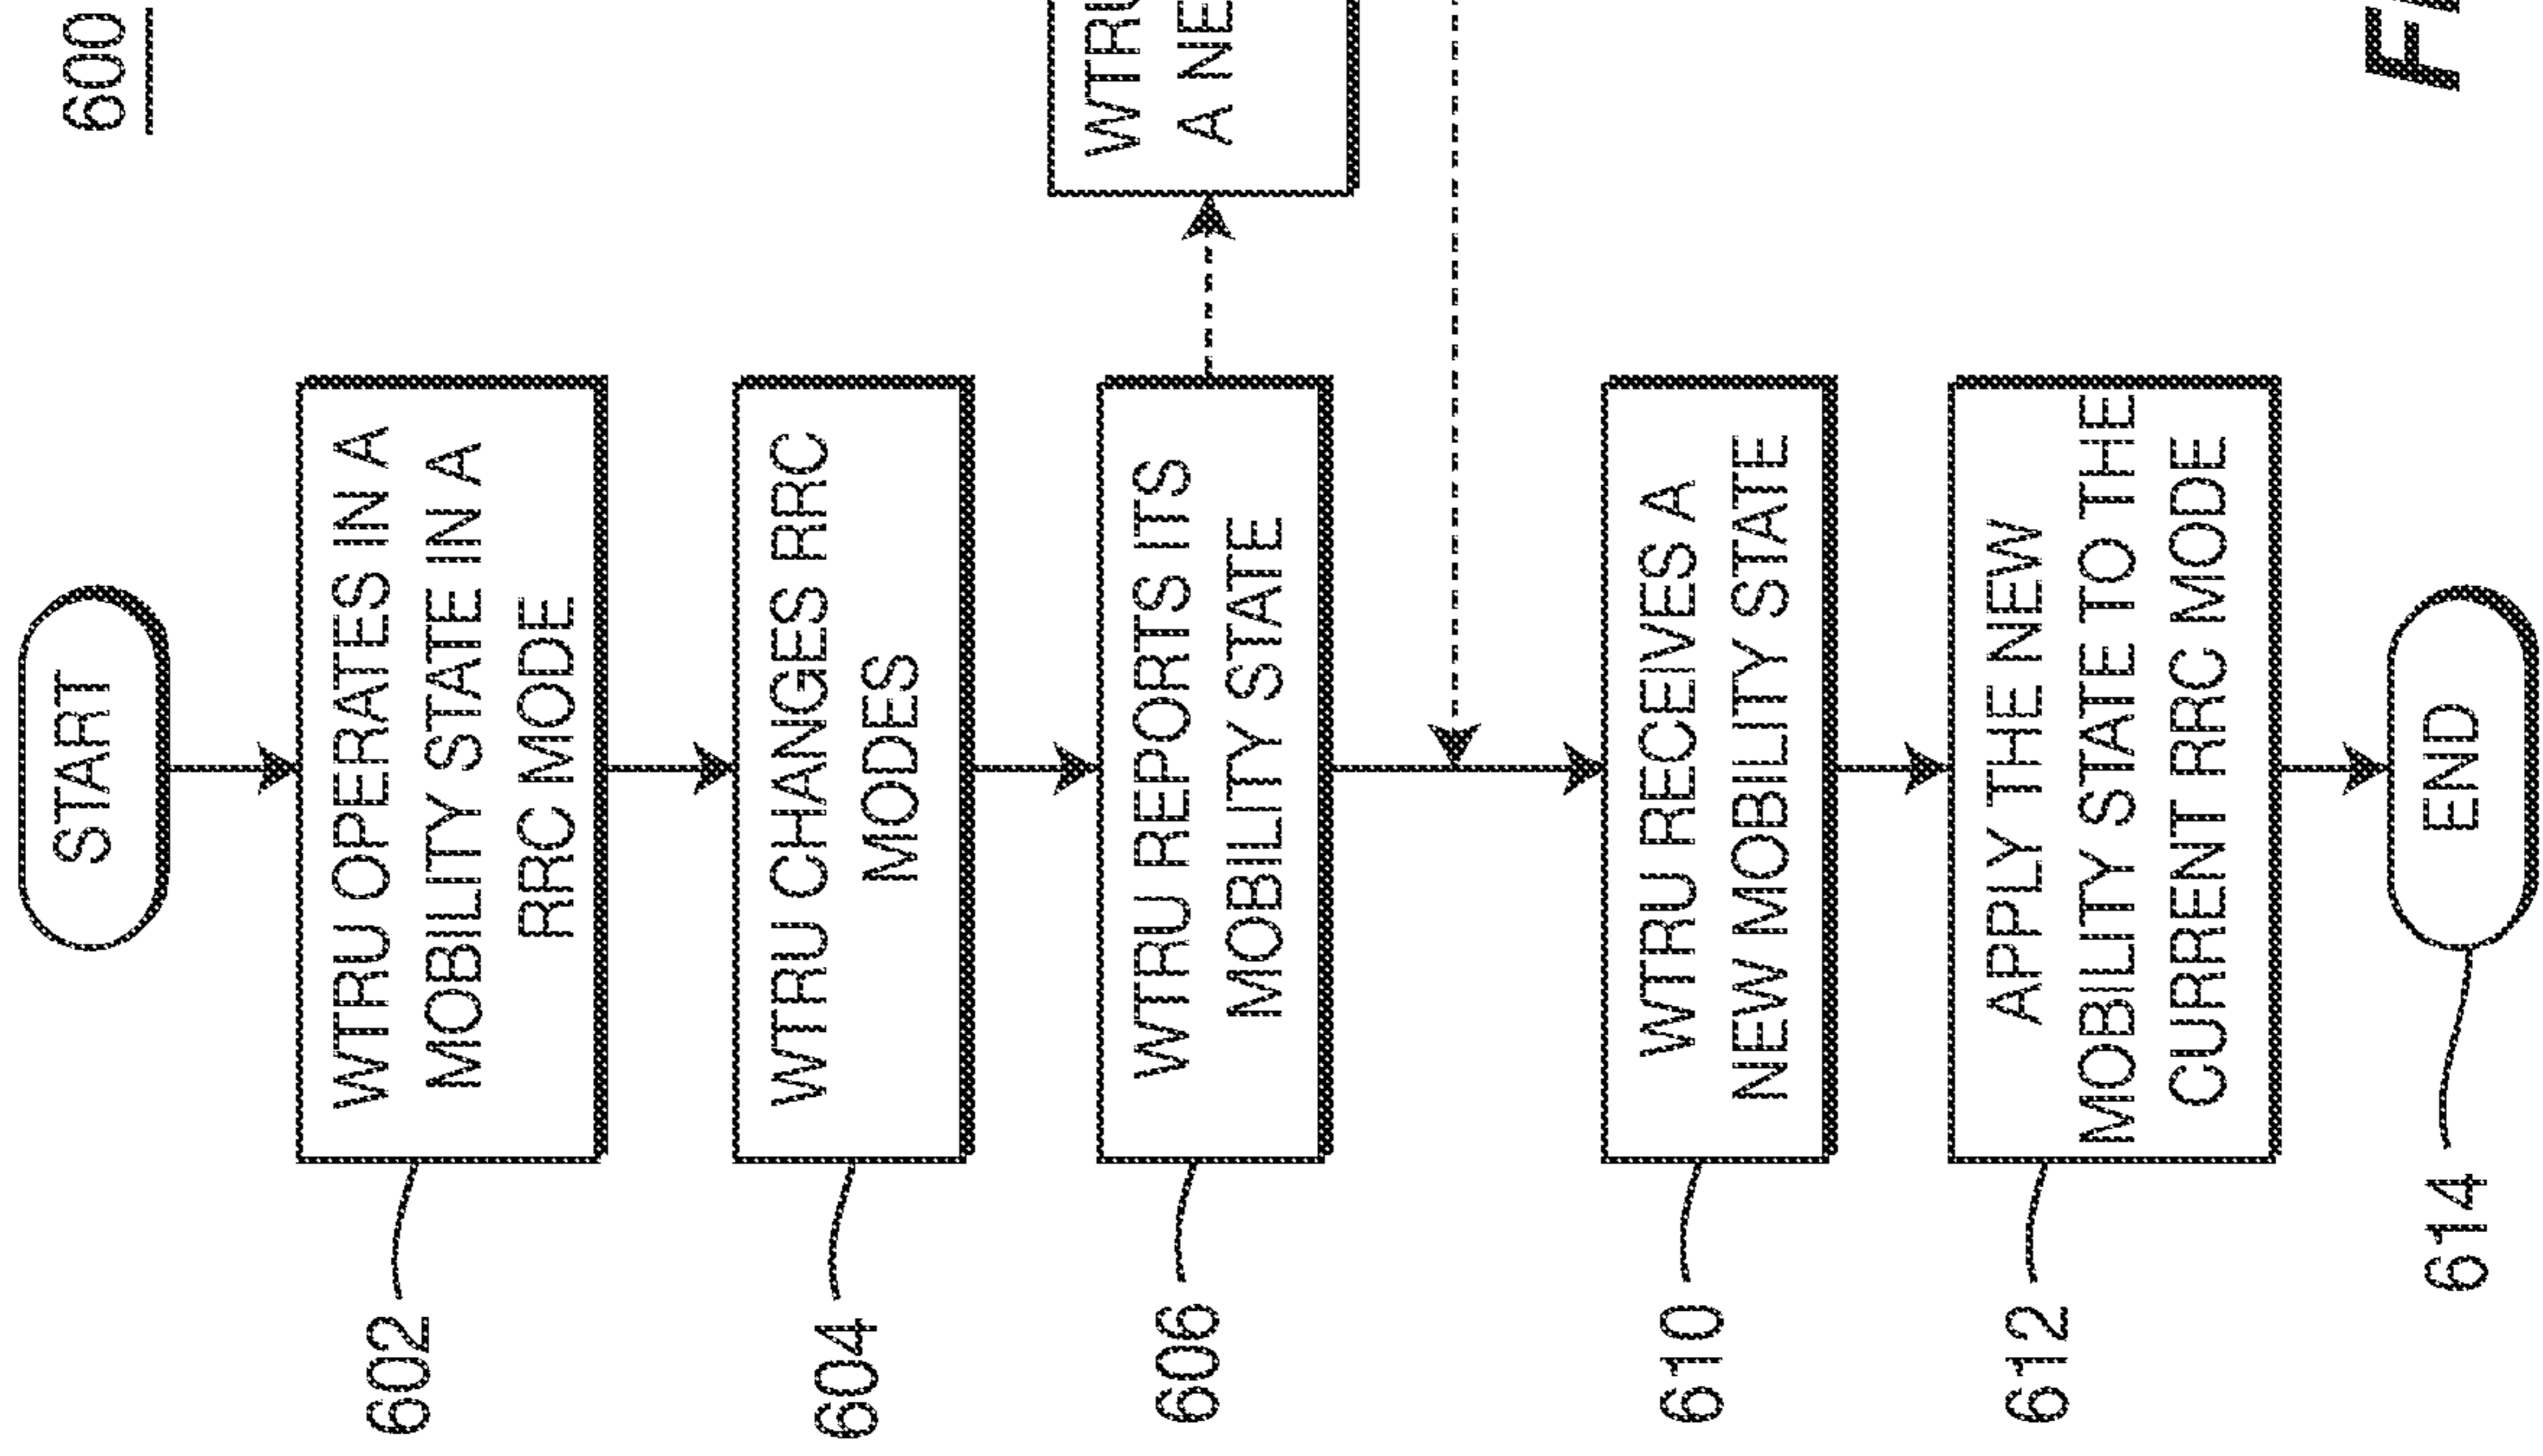 600
START
602
WTRU OPERATES IN A
MOBILITY STATE IN A
RRC MODE
604
WTRU CHANGES RRC
MODES
606
WTRU REPORTS ITS
MOBILITY STATE
WTRU
A NE
610
WTRU RECEIVES A
NEW MOBILITY STATE
612
APPLY THE NEW
MOBILITY STATE TO THE
CURRENT RRC MODE
614
END